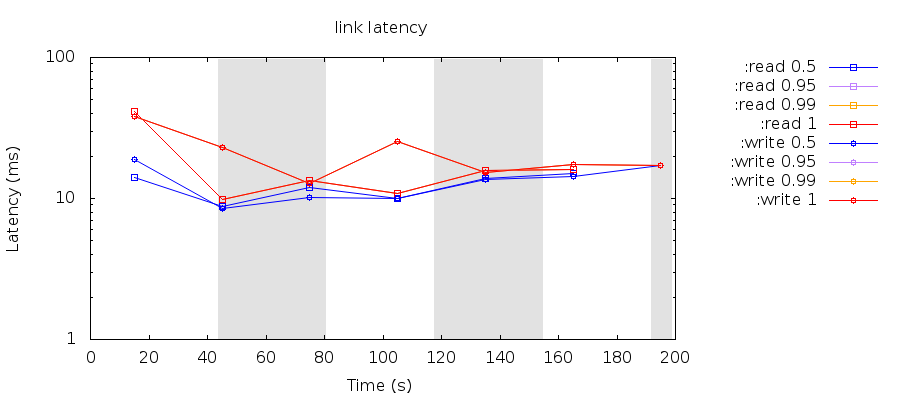 link latency
100
10
1
Latency (ms)
0 20 40 60 80 100 120 140 160 180 200
Time (s)
:read 0.5
:read 0.95
:read 0.99
:read 1
:write 0.5
:write 0.95
:write 0.99
:write 1